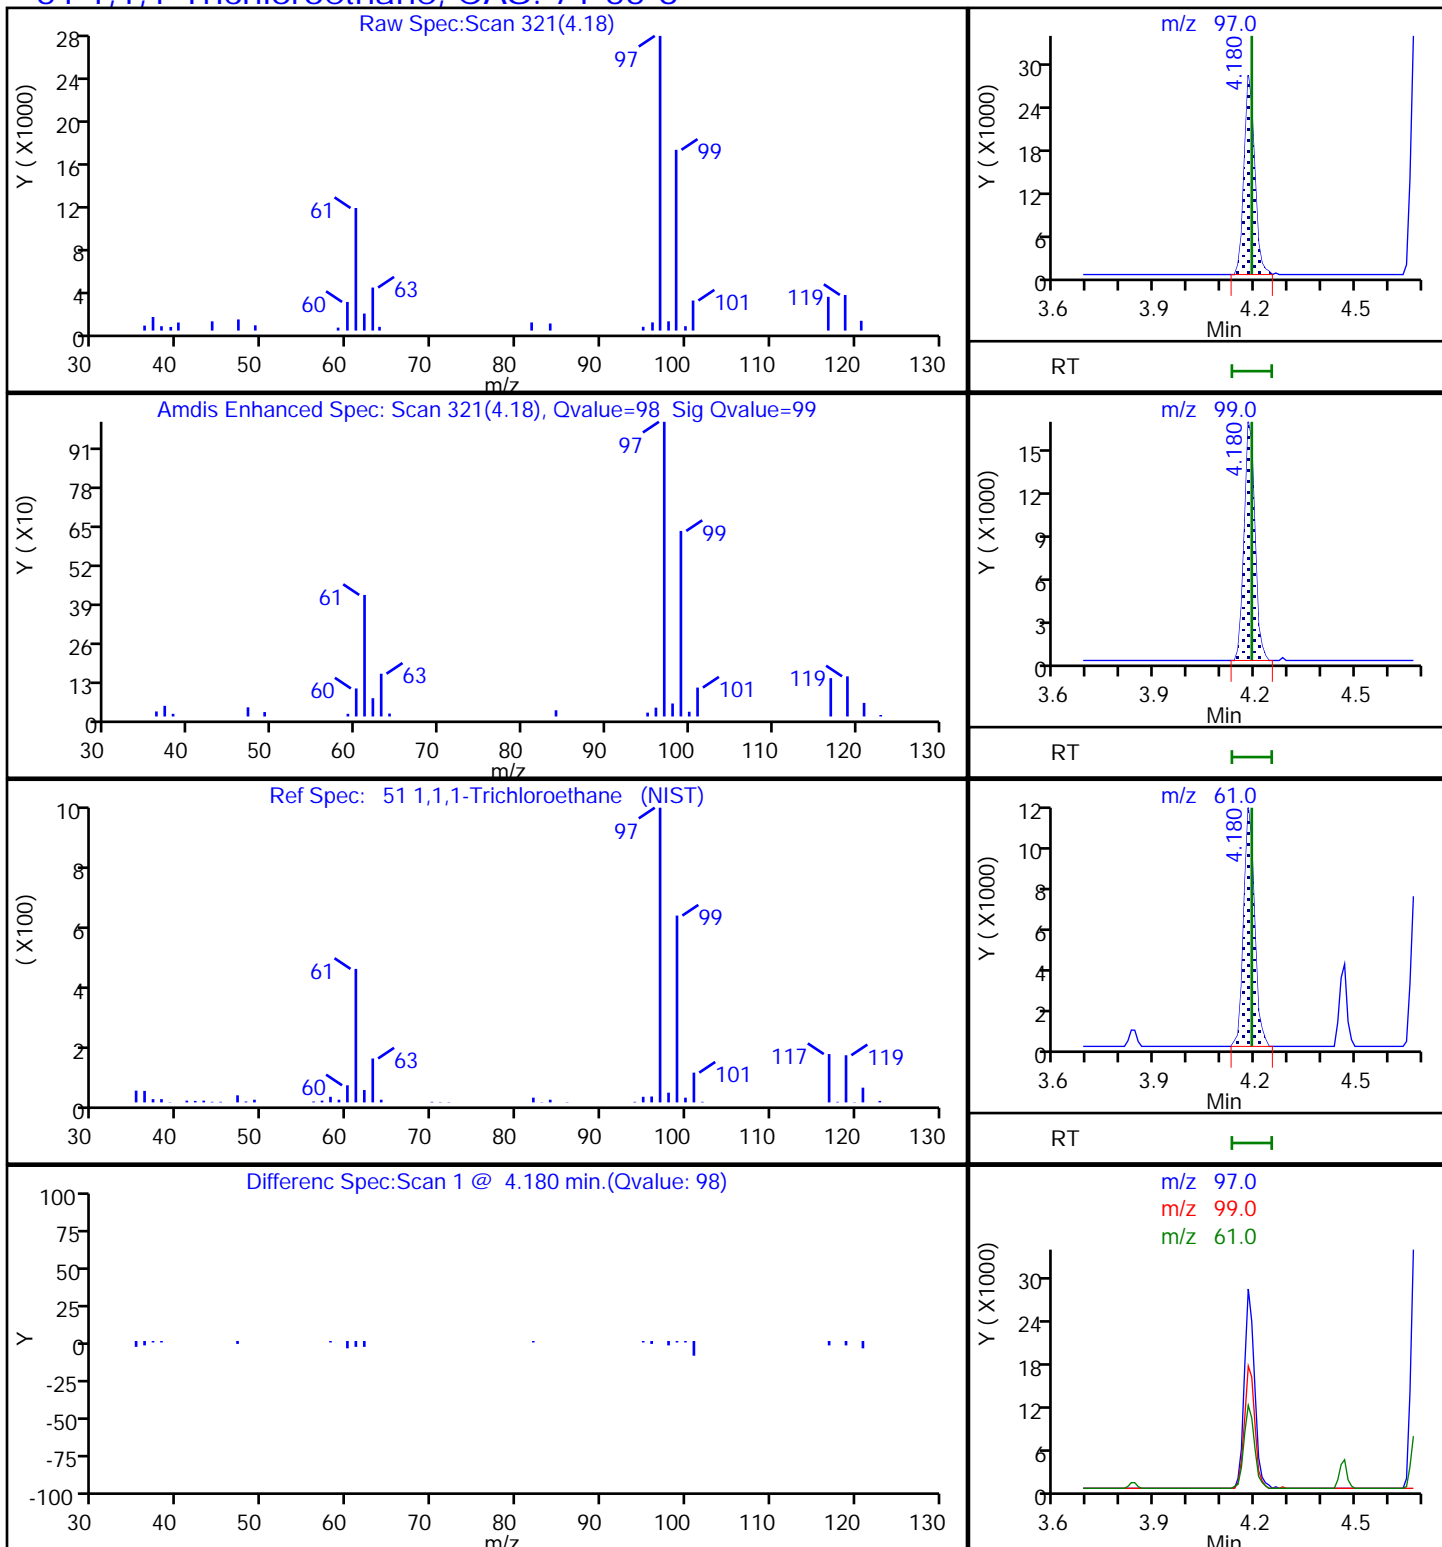 51 1,1,1-Trichloroethane, CAS: 71-55-6
Raw Spec:Scan 321(4.18)
Y ( X1000)
28
24
20
16
12
8
4
0
97
99
61
60
63
101
119
30 40 50 60 70 80 90 100 110 120 130
m/z
m/z 97.0
Y ( X1000)
30
24
18
12
6
0
4.180
3.6 3.9 4.2 4.5
Min
RT
Amdis Enhanced Spec: Scan 321(4.18), Qvalue=98 Sig Qvalue=99
Y ( X10)
91
78
65
52
39
26
13
0
97
99
61
60
63
101
119
30 40 50 60 70 80 90 100 110 120 130
m/z
m/z 99.0
Y ( X1000)
15
12
9
6
3
0
4.180
3.6 3.9 4.2 4.5
Min
RT
Ref Spec: 51 1,1,1-Trichloroethane (NIST)
( X100)
10
8
6
4
2
0
97
99
61
60
63
101
117
119
30 40 50 60 70 80 90 100 110 120 130
m/z
m/z 61.0
Y ( X1000)
12
10
8
6
4
2
0
4.180
3.6 3.9 4.2 4.5
Min
RT
Differenc Spec:Scan 1 @ 4.180 min.(Qvalue: 98)
Y
100
75
50
25
0
-25
-50
-75
-100
30 40 50 60 70 80 90 100 110 120 130
m/z
m/z 97.0
m/z 99.0
m/z 61.0
Y ( X1000)
30
24
18
12
6
0
3.6 3.9 4.2 4.5
Min